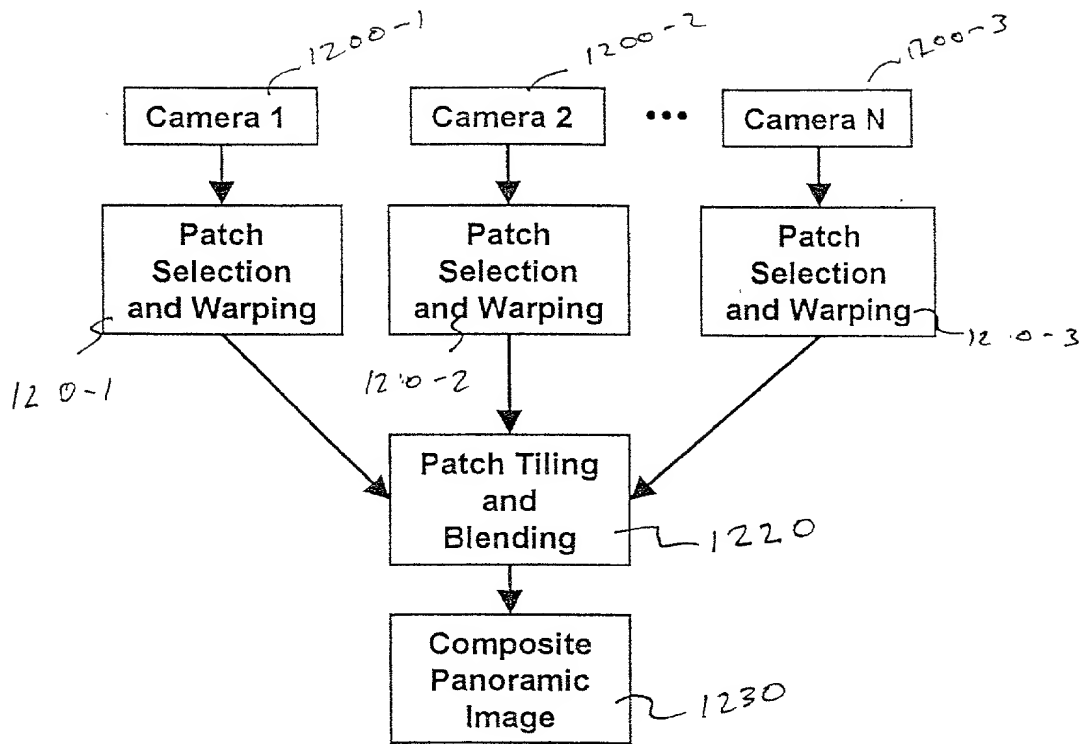 1200-1
1200-2
1200-3
Camera 1
Camera 2
•••
Camera N
Patch
Selection
and Warping
Patch
Selection
and Warping
Patch
Selection
and Warping
1220
Patch Tiling
and
Blending
Composite
Panoramic
Image
1230